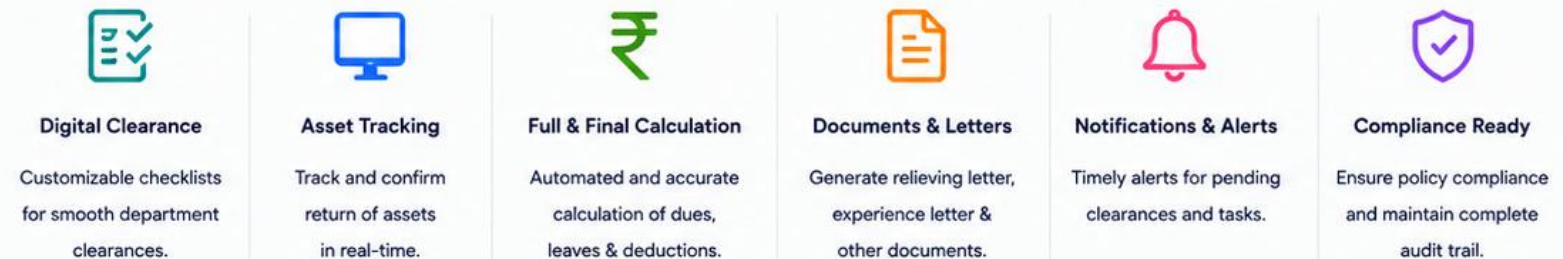 Digital Clearance
Customizable checklists
for smooth department
clearances.
Asset Tracking
Track and confirm
return of assets
in real-time.
₹
Full & Final Calculation
Automated and accurate
calculation of dues,
leaves & deductions.
Documents & Letters
Generate relieving letter,
experience letter &
other documents.
Notifications & Alerts
Timely alerts for pending
clearances and tasks.
Compliance Ready
Ensure policy compliance
and maintain complete
audit trail.